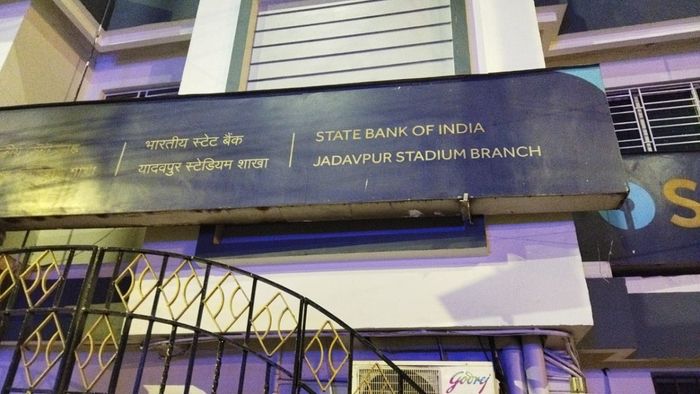 भारतीय स्टेट बैंक
यादवपुर स्टेडियम शाखा
STATE BANK OF INDIA
JADAVPUR STADIUM BRANCH
S
Godrej